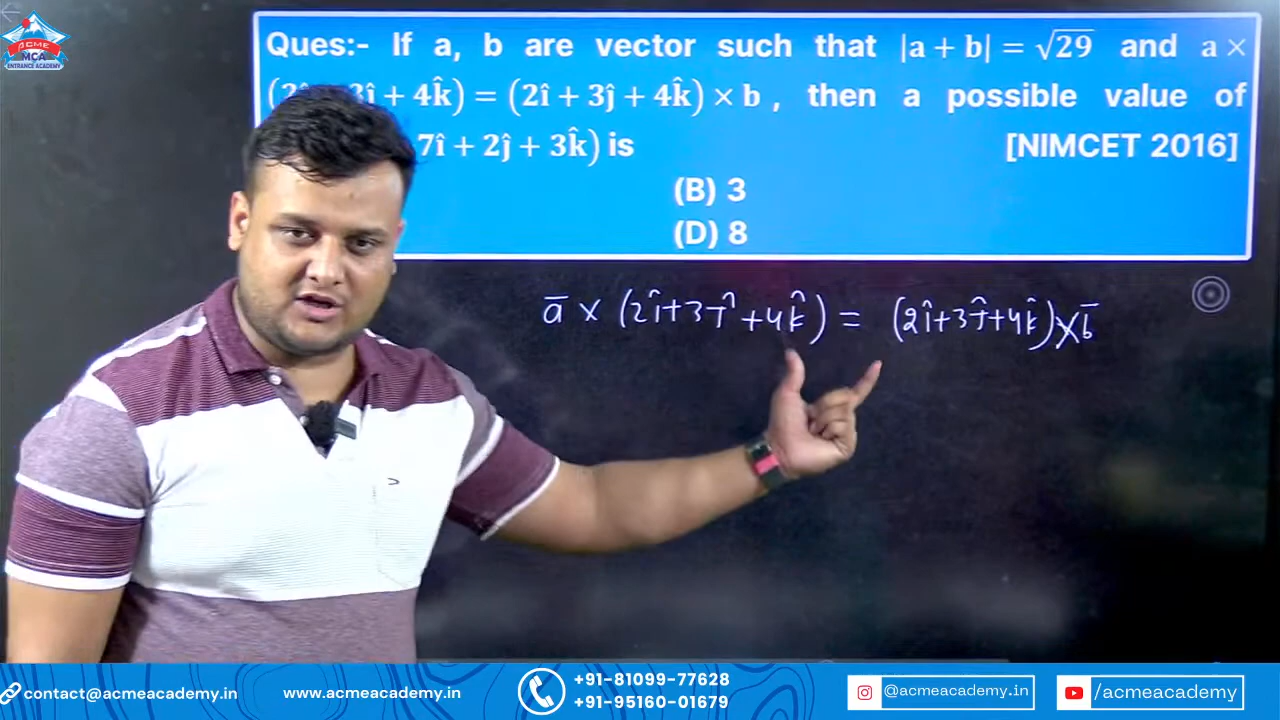 ACME
MCA
ENTRANCE ACADEMY
Ques:- If a, b are vector such that |a + b| = √29 and a ×
+ 4k̂) = (2î + 3ĵ + 4k̂) × b , then a possible value of
7î + 2ĵ + 3k̂) is [NIMCET 2016]
(B) 3
(D) 8
a̅ × (2î+3ĵ+4k̂) = (2î+3ĵ+4k̂)×b̅
contact@acmeacademy.in www.acmeacademy.in +91-81099-77628 @acmeacademy.in /acmeacademy
+91-95160-01679